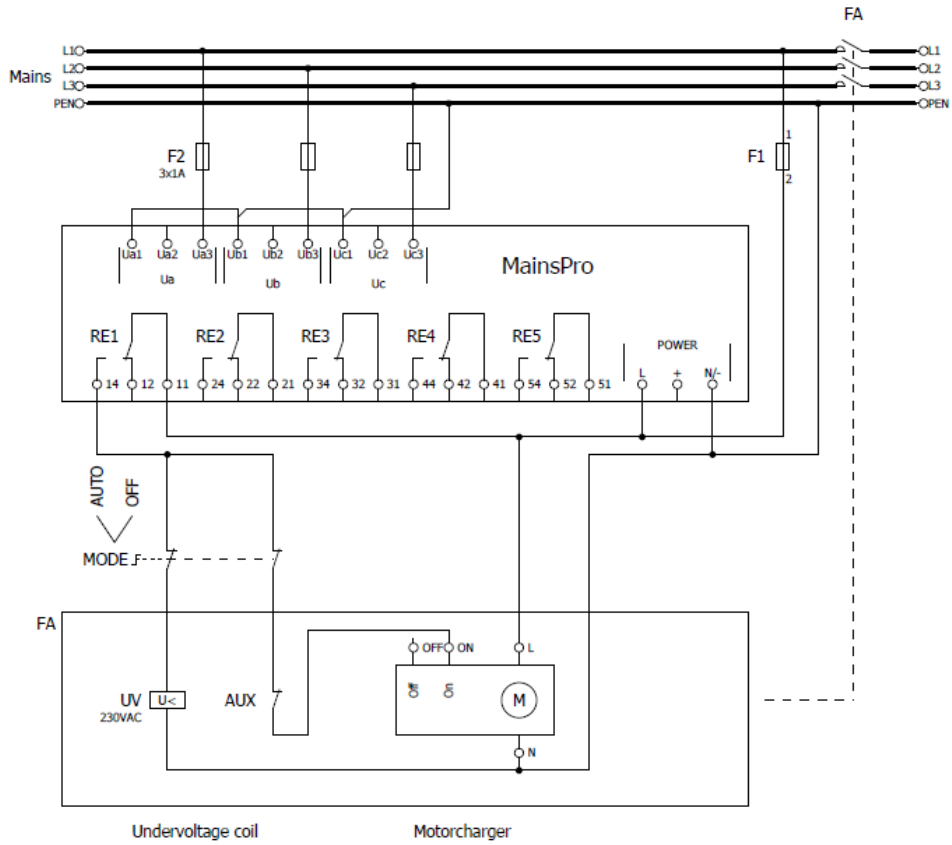 FA
L1 L1
L2 L2
Mains
L3 L3
PEN PEN
F2
3x1A
F1
1
2
Ua1 Ua2 Ua3 Ub1 Ub2 Ub3 Uc1 Uc2 Uc3
Ua Ub Uc
MainsPro
RE1 RE2 RE3 RE4 RE5
POWER
L + N/-
14 12 11 24 22 21 34 32 31 44 42 41 54 52 51
AUTO OFF
MODE
FA
OFF ON L
Off On
UV U< AUX M
230VAC
N
Undervoltage coil Motorcharger